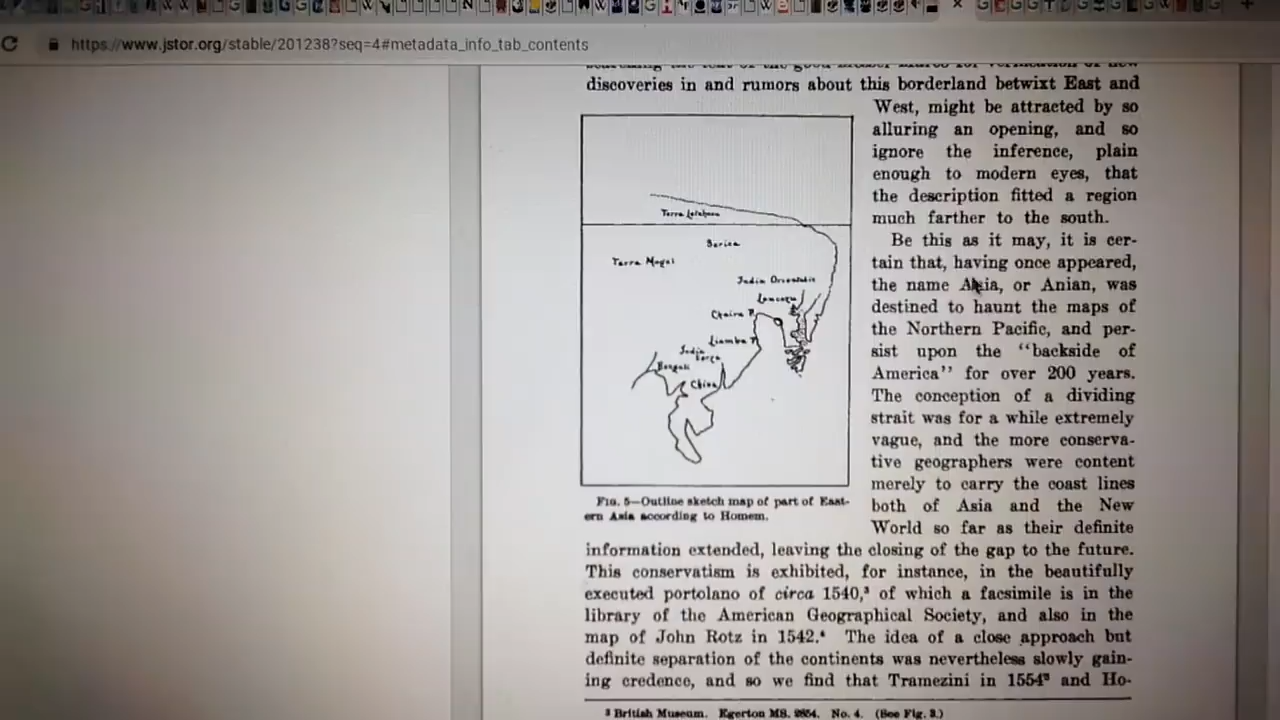 https://www.jstor.org/stable/201238?seq=4#metadata_info_tab_contents
discoveries in and rumors about this borderland betwixt East and
West, might be attracted by so
alluring an opening, and so
ignore the inference, plain
enough to modern eyes, that
the description fitted a region
much farther to the south.
Be this as it may, it is cer-
tain that, having once appeared,
the name Ania, or Anian, was
destined to haunt the maps of
the Northern Pacific, and per-
sist upon the “backside of
America” for over 200 years.
The conception of a dividing
strait was for a while extremely
vague, and the more conserva-
tive geographers were content
merely to carry the coast lines
both of Asia and the New
World so far as their definite
Terra
Serica
Terra Mogal
India Orientalis
Chaira P.
Liamba P.
India
Bengali
China
FIG. 5—Outline sketch map of part of East-
ern Asia according to Homem.
information extended, leaving the closing of the gap to the future.
This conservatism is exhibited, for instance, in the beautifully
executed portolano of circa 1540,³ of which a facsimile is in the
library of the American Geographical Society, and also in the
map of John Rotz in 1542.⁴ The idea of a close approach but
definite separation of the continents was nevertheless slowly gain-
ing credence, and so we find that Tramezini in 1554⁵ and Ho-
³ British Museum. Egerton MS. No. 4. (See Fig. 3.)